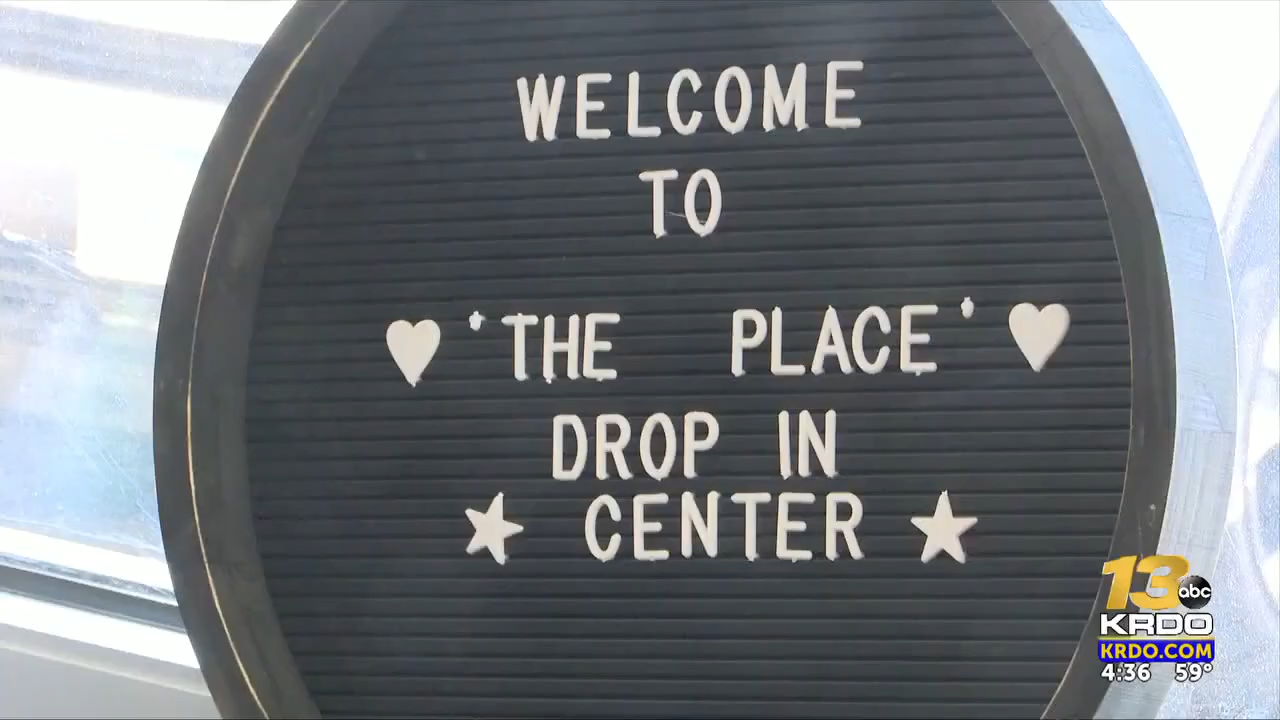 WELCOME
TO
'THE PLACE'
DROP IN
CENTER
13 abc
KRDO
KRDO.COM
4:36 59°